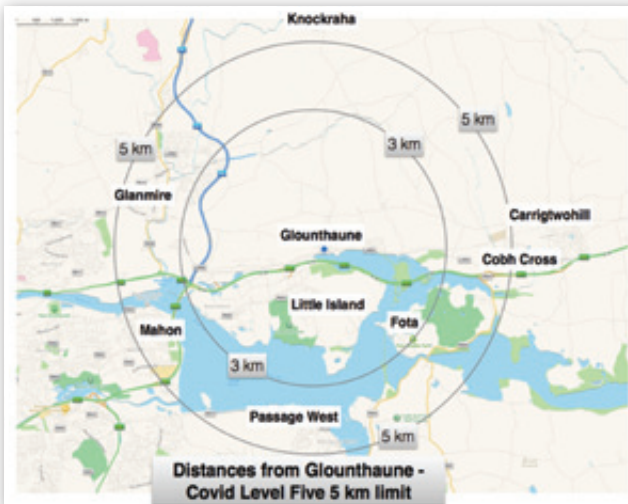 Knockraha
5 km
5 km
3 km
Glanmire
Carrigtwohill
Glounthaune
Cobh Cross
Little Island
Fota
Mahon
3 km
Passage West
5 km
Distances from Glounthaune -
Covid Level Five 5 km limit